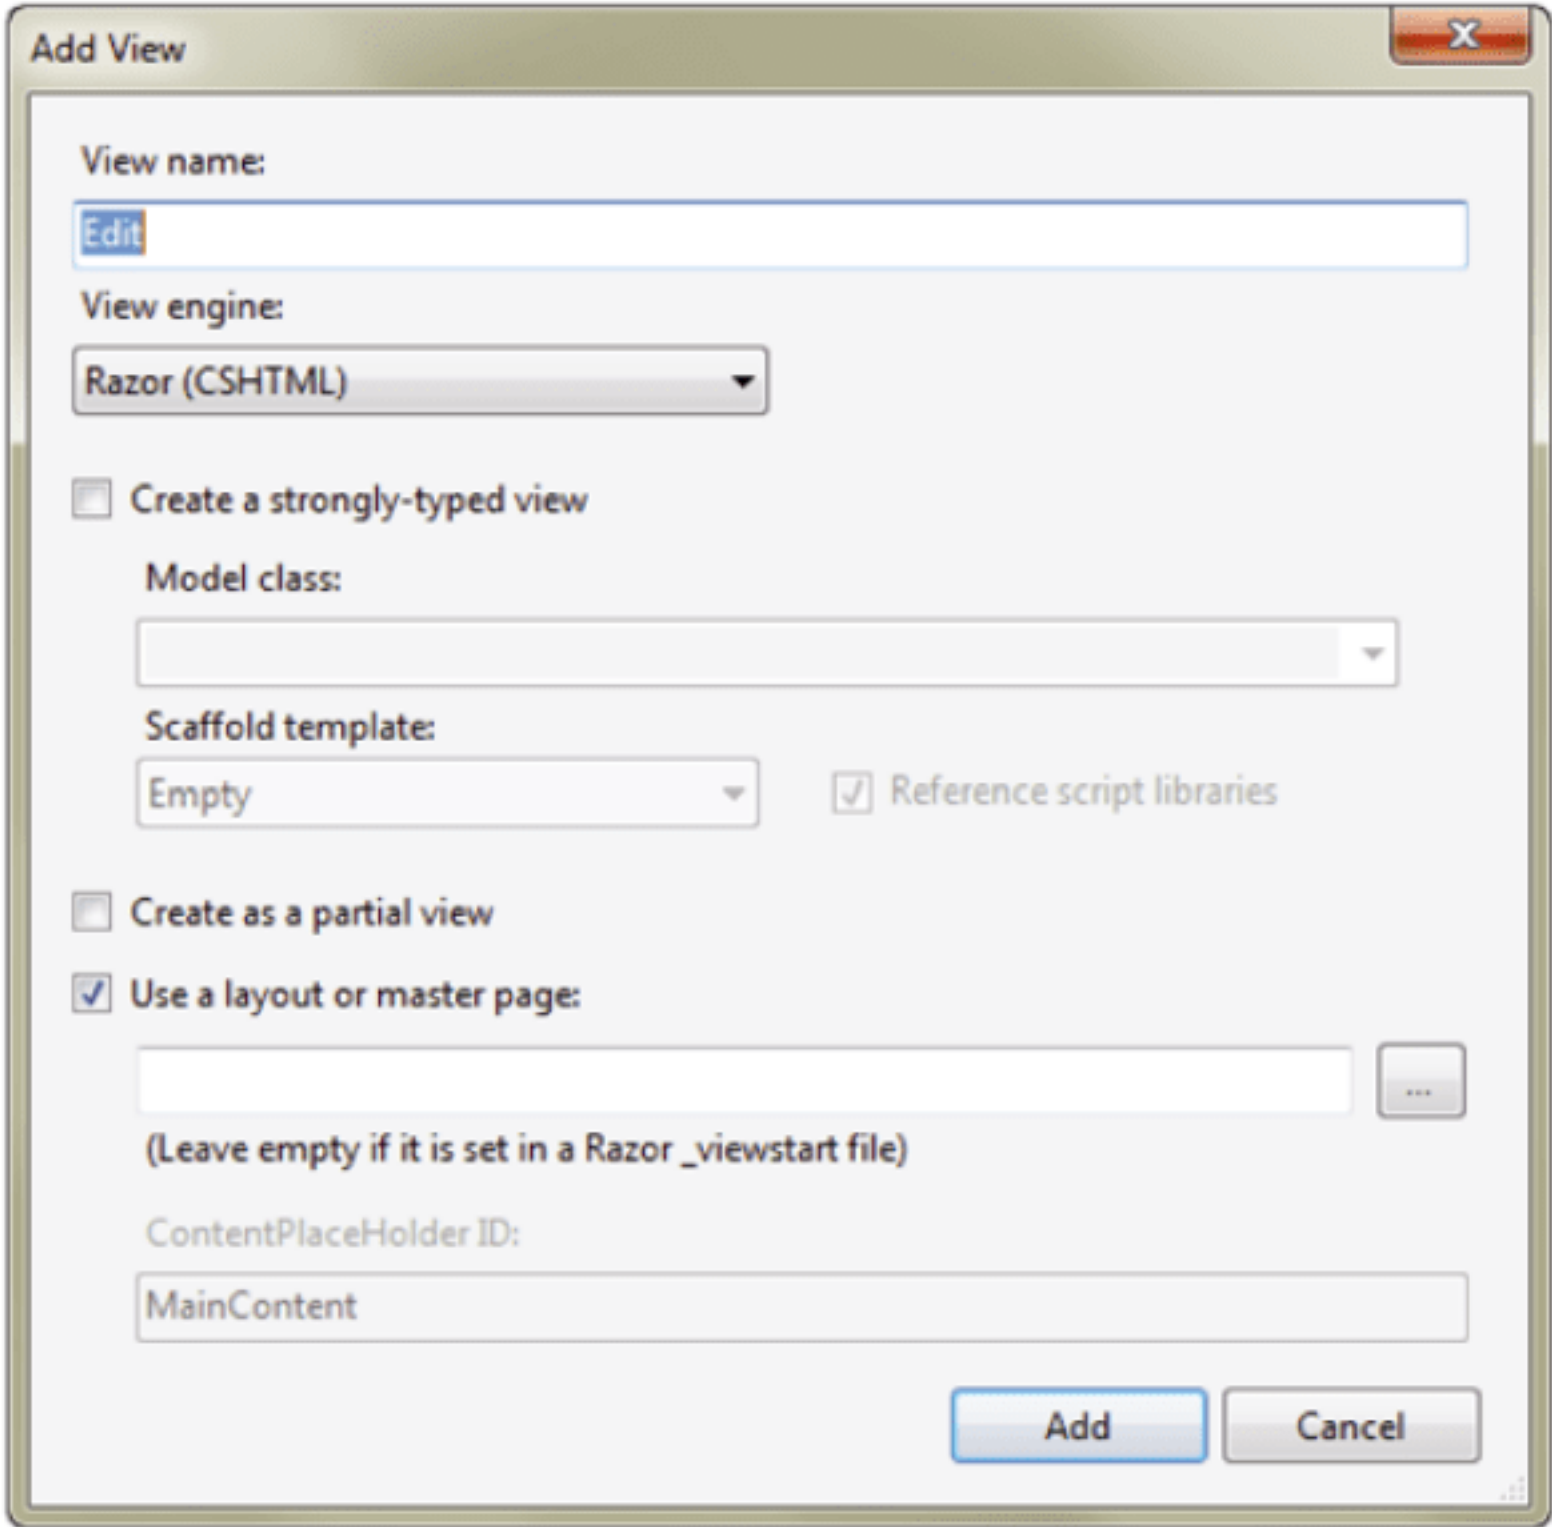 Add View
View name:
Edit
View engine:
Razor (CSHTML)
Create a strongly-typed view
Model class:
Scaffold template:
Empty
Reference script libraries
Create as a partial view
Use a layout or master page:
...
(Leave empty if it is set in a Razor _viewstart file)
ContentPlaceHolder ID:
MainContent
Add
Cancel